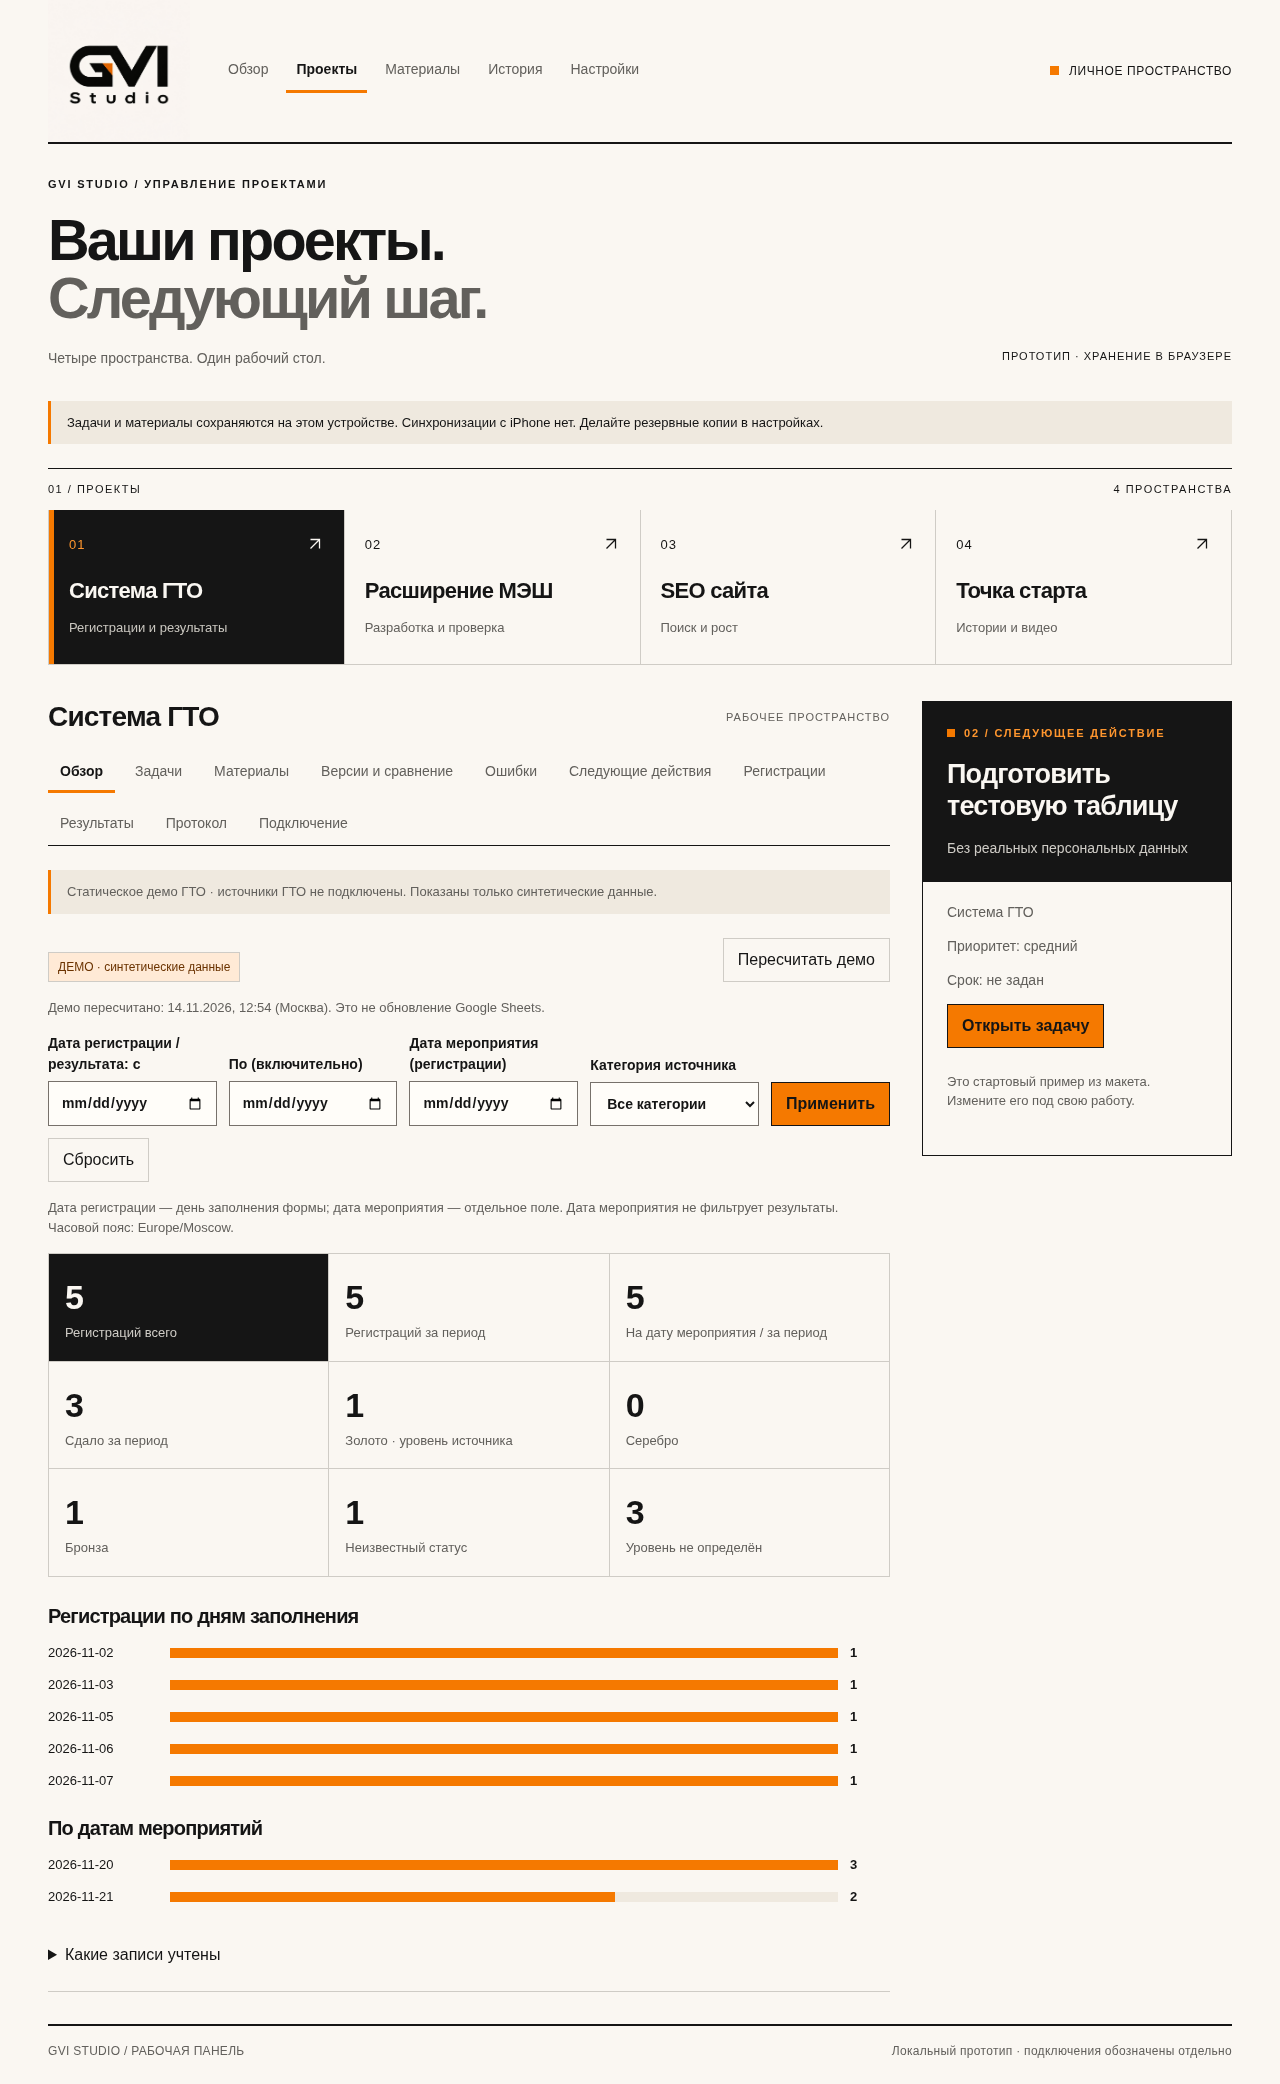 GVI
Studio
Обзор
Проекты
Материалы
История
Настройки
ЛИЧНОЕ ПРОСТРАНСТВО
GVI STUDIO / УПРАВЛЕНИЕ ПРОЕКТАМИ
Ваши проекты.
Следующий шаг.
Четыре пространства. Один рабочий стол.
ПРОТОТИП · ХРАНЕНИЕ В БРАУЗЕРЕ
Задачи и материалы сохраняются на этом устройстве. Синхронизации с iPhone нет. Делайте резервные копии в настройках.
01 / ПРОЕКТЫ
4 ПРОСТРАНСТВА
01
Система ГТО
Регистрации и результаты
02
Расширение МЭШ
Разработка и проверка
03
SEO сайта
Поиск и рост
04
Точка старта
Истории и видео
Система ГТО
РАБОЧЕЕ ПРОСТРАНСТВО
Обзор
Задачи
Материалы
Версии и сравнение
Ошибки
Следующие действия
Регистрации
Результаты
Протокол
Подключение
Статическое демо ГТО · источники ГТО не подключены. Показаны только синтетические данные.
ДЕМО · синтетические данные
Пересчитать демо
Демо пересчитано: 14.11.2026, 12:54 (Москва). Это не обновление Google Sheets.
Дата регистрации /
результата: с
mm/dd/yyyy
По (включительно)
mm/dd/yyyy
Дата мероприятия
(регистрации)
mm/dd/yyyy
Категория источника
Все категории
Применить
Сбросить
Дата регистрации — день заполнения формы; дата мероприятия — отдельное поле. Дата мероприятия не фильтрует результаты.
Часовой пояс: Europe/Moscow.
5
Регистраций всего
5
Регистраций за период
5
На дату мероприятия / за период
3
Сдало за период
1
Золото · уровень источника
0
Серебро
1
Бронза
1
Неизвестный статус
3
Уровень не определён
Регистрации по дням заполнения
2026-11-02 1
2026-11-03 1
2026-11-05 1
2026-11-06 1
2026-11-07 1
По датам мероприятий
2026-11-20 3
2026-11-21 2
Какие записи учтены
02 / СЛЕДУЮЩЕЕ ДЕЙСТВИЕ
Подготовить
тестовую таблицу
Без реальных персональных данных
Система ГТО
Приоритет: средний
Срок: не задан
Открыть задачу
Это стартовый пример из макета.
Измените его под свою работу.
GVI STUDIO / РАБОЧАЯ ПАНЕЛЬ
Локальный прототип · подключения обозначены отдельно